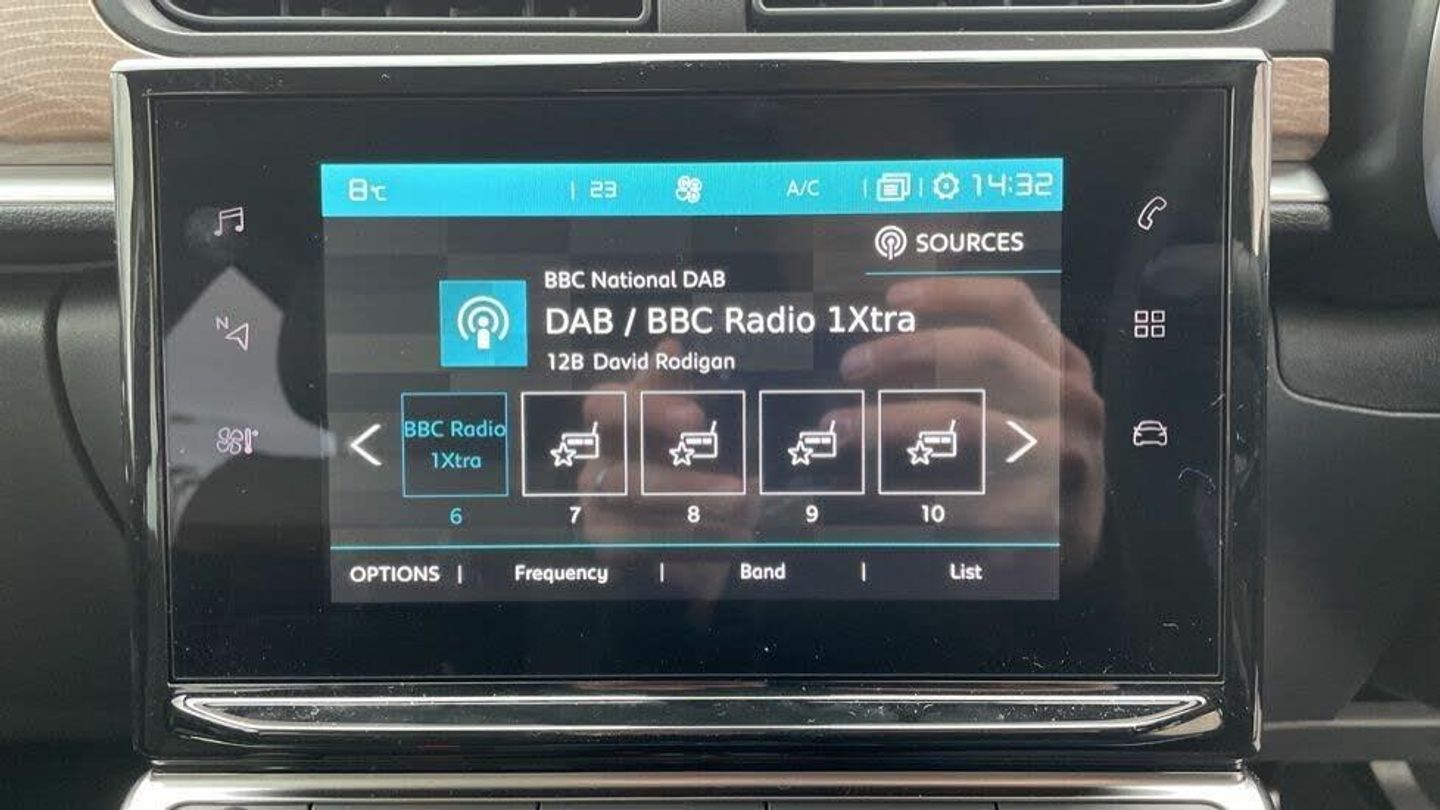 8°C | 23 A/C | | 14:32
SOURCES
BBC National DAB
DAB / BBC Radio 1Xtra
12B David Rodigan
N
BBC Radio
1Xtra
6 7 8 9 10
OPTIONS | Frequency | Band | List